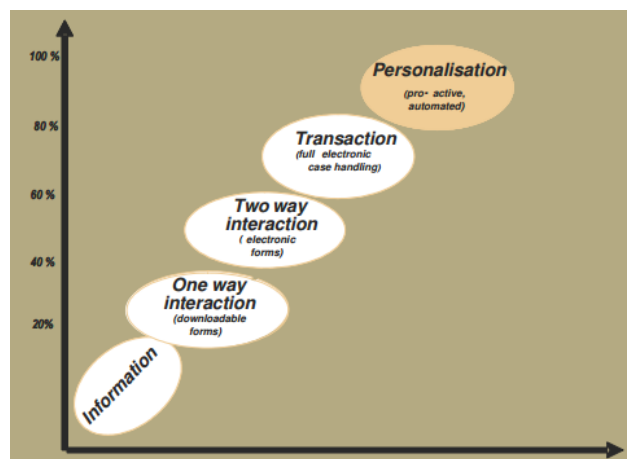 100 %
Personalisation
(pro- active,
automated)
80 %
Transaction
(full electronic
case handling)
60 %
Two way
interaction
( electronic
forms)
40 %
One way
interaction
(downloadable
forms)
20%
Information